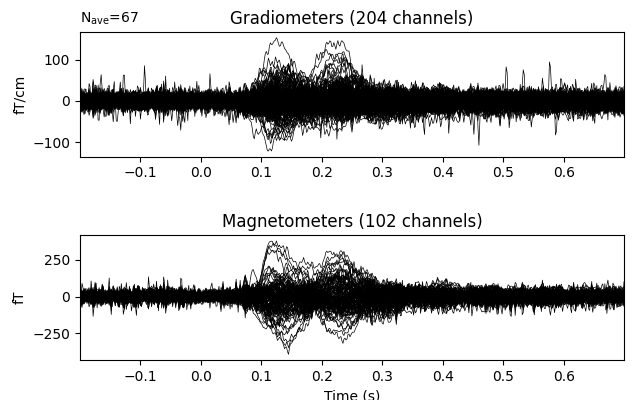 N_ave=67
Gradiometers (204 channels)
fT/cm
100
0
−100
−0.1 0.0 0.1 0.2 0.3 0.4 0.5 0.6
Magnetometers (102 channels)
fT
250
0
−250
−0.1 0.0 0.1 0.2 0.3 0.4 0.5 0.6
Time (s)